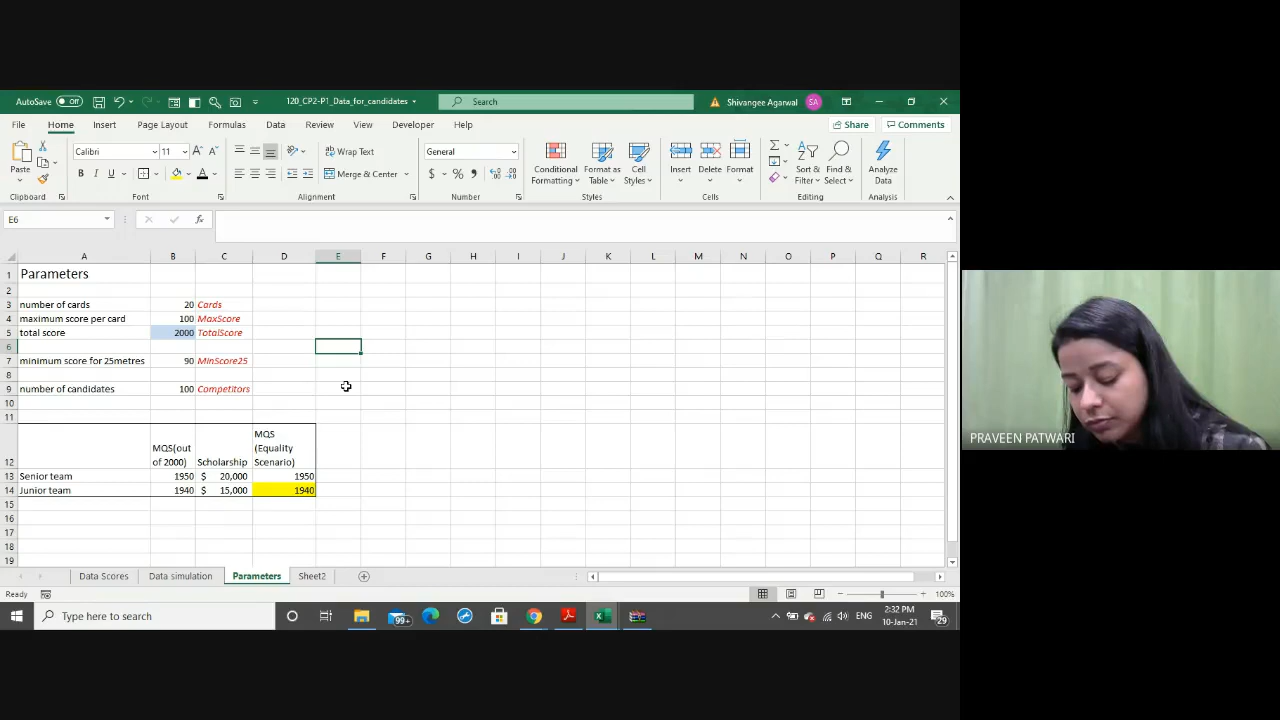 AutoSave Off 120_CP2-P1_Data_for_candidates Search Shivangee Agarwal SA
File Home Insert Page Layout Formulas Data Review View Developer Help Share Comments
Calibri 11 Wrap Text General
Paste B I U Merge & Center $ % Conditional Formatting Format as Table Cell Styles Insert Delete Format Sort & Filter Find & Select Analyze Data
Clipboard Font Alignment Number Styles Cells Editing Analysis
E6 fx
A B C D E F G H I J K L M N O P Q R
1 Parameters
2
3 number of cards 20 Cards
4 maximum score per card 100 MaxScore
5 total score 2000 TotalScore
6
7 minimum score for 25metres 90 MinScore25
8
9 number of candidates 100 Competitors
10
11
12 MQS(out of 2000) Scholarship MQS (Equality Scenario)
13 Senior team 1950 $ 20,000 1950
14 Junior team 1940 $ 15,000 1940
15
16
17
18
19
Data Scores Data simulation Parameters Sheet2
Ready 100%
Type here to search 99+ ENG 2:32 PM
10-Jan-21 29
PRAVEEN PATWARI